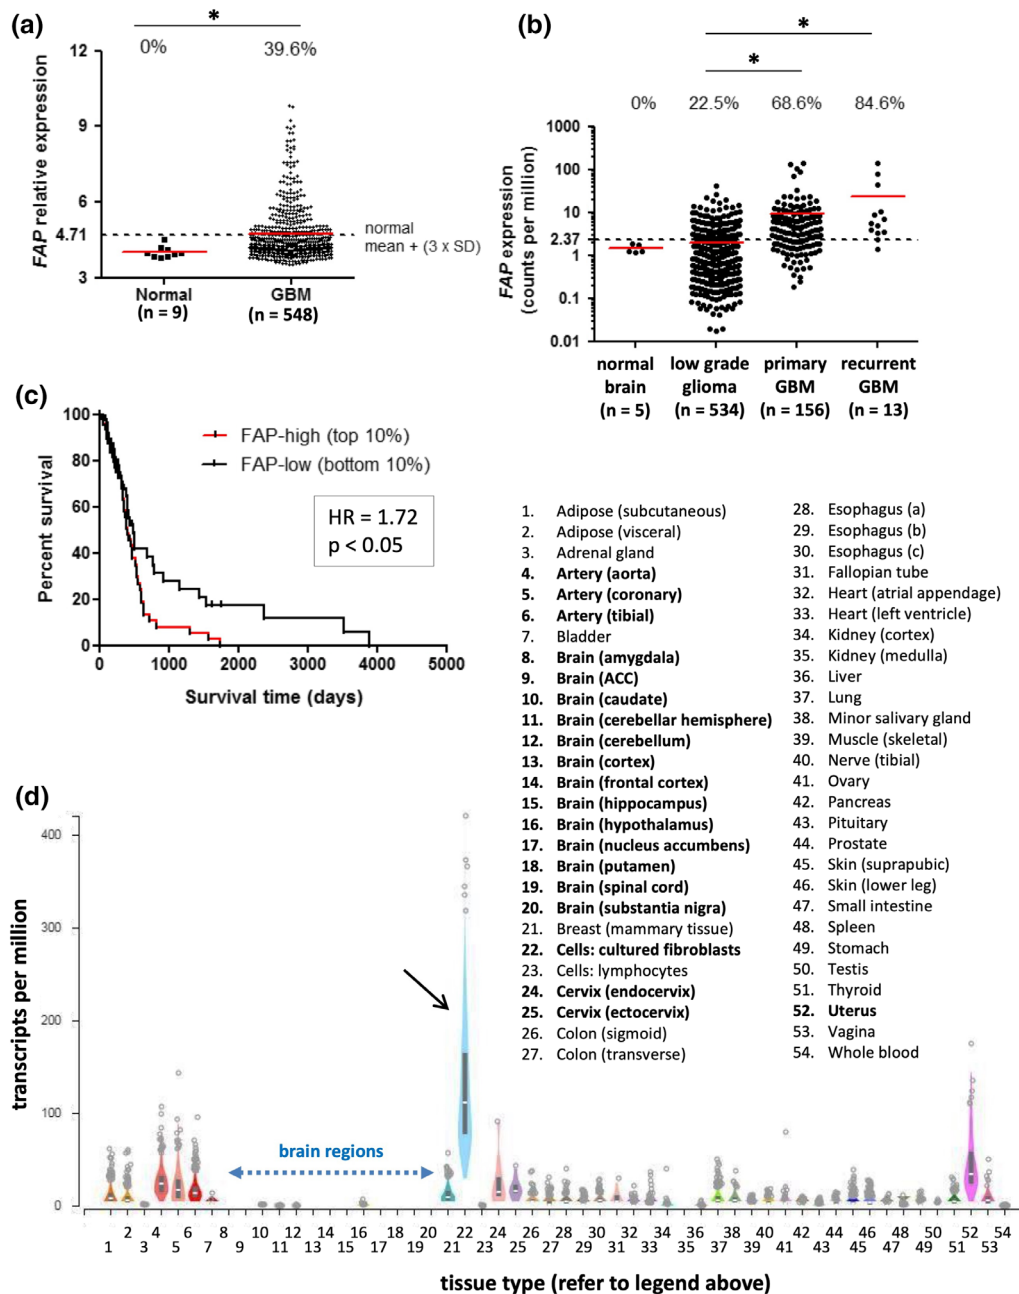 (a)
*
0%
39.6%
FAP relative expression
12
9
6
4.71
3
normal
mean + (3 x SD)
Normal
(n = 9)
GBM
(n = 548)
(b)
*
*
0%
22.5%
68.6%
84.6%
FAP expression
(counts per million)
1000
100
10
2.37
1
0.1
0.01
normal
brain
(n = 5)
low grade
glioma
(n = 534)
primary
GBM
(n = 156)
recurrent
GBM
(n = 13)
(c)
Percent survival
100
80
60
40
20
0
FAP-high (top 10%)
FAP-low (bottom 10%)
HR = 1.72
p < 0.05
0 1000 2000 3000 4000 5000
Survival time (days)
1. Adipose (subcutaneous)
2. Adipose (visceral)
3. Adrenal gland
4. Artery (aorta)
5. Artery (coronary)
6. Artery (tibial)
7. Bladder
8. Brain (amygdala)
9. Brain (ACC)
10. Brain (caudate)
11. Brain (cerebellar hemisphere)
12. Brain (cerebellum)
13. Brain (cortex)
14. Brain (frontal cortex)
15. Brain (hippocampus)
16. Brain (hypothalamus)
17. Brain (nucleus accumbens)
18. Brain (putamen)
19. Brain (spinal cord)
20. Brain (substantia nigra)
21. Breast (mammary tissue)
22. Cells: cultured fibroblasts
23. Cells: lymphocytes
24. Cervix (endocervix)
25. Cervix (ectocervix)
26. Colon (sigmoid)
27. Colon (transverse)
28. Esophagus (a)
29. Esophagus (b)
30. Esophagus (c)
31. Fallopian tube
32. Heart (atrial appendage)
33. Heart (left ventricle)
34. Kidney (cortex)
35. Kidney (medulla)
36. Liver
37. Lung
38. Minor salivary gland
39. Muscle (skeletal)
40. Nerve (tibial)
41. Ovary
42. Pancreas
43. Pituitary
44. Prostate
45. Skin (suprapubic)
46. Skin (lower leg)
47. Small intestine
48. Spleen
49. Stomach
50. Testis
51. Thyroid
52. Uterus
53. Vagina
54. Whole blood
(d)
transcripts per million
400
300
200
100
0
brain regions
2 4 6 8 10 12 14 16 18 20 22 24 26 28 30 32 34 36 38 40 42 44 46 48 50 52 54
1 3 5 7 9 11 13 15 17 19 21 23 25 27 29 31 33 35 37 39 41 43 45 47 49 51 53
tissue type (refer to legend above)